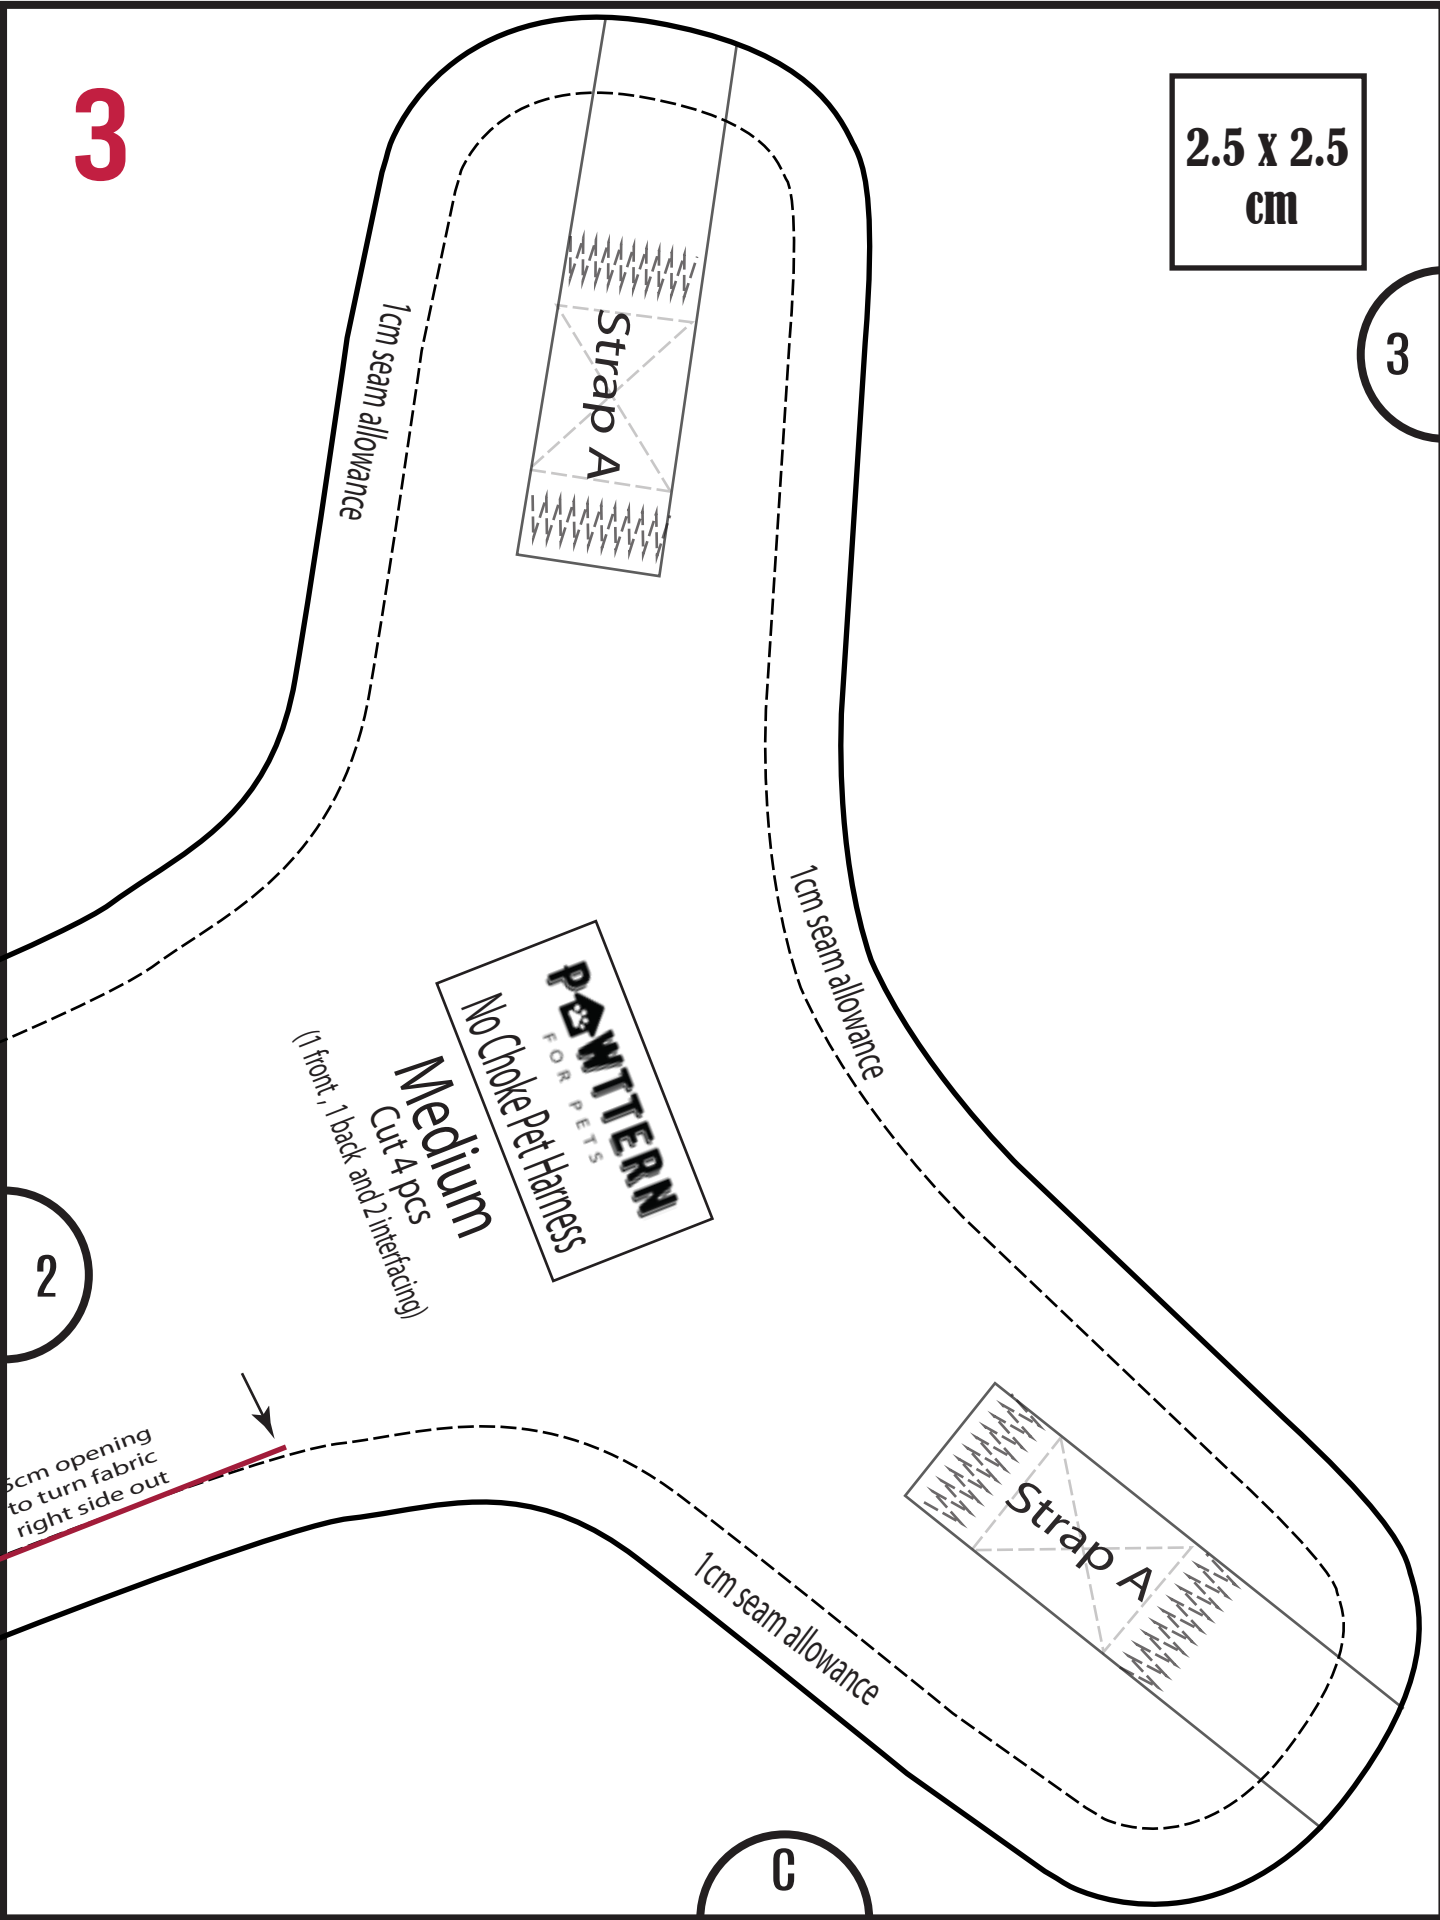 3
2.5 x 2.5
cm
3
1cm seam allowance
Strap A
1cm seam allowance
PAWTTERN
FOR PETS
No Choke Pet Harness
Medium
Cut 4 pcs
(1 front , 1 back and 2 interfacing)
2
5cm opening
to turn fabric
right side out
Strap A
1cm seam allowance
C